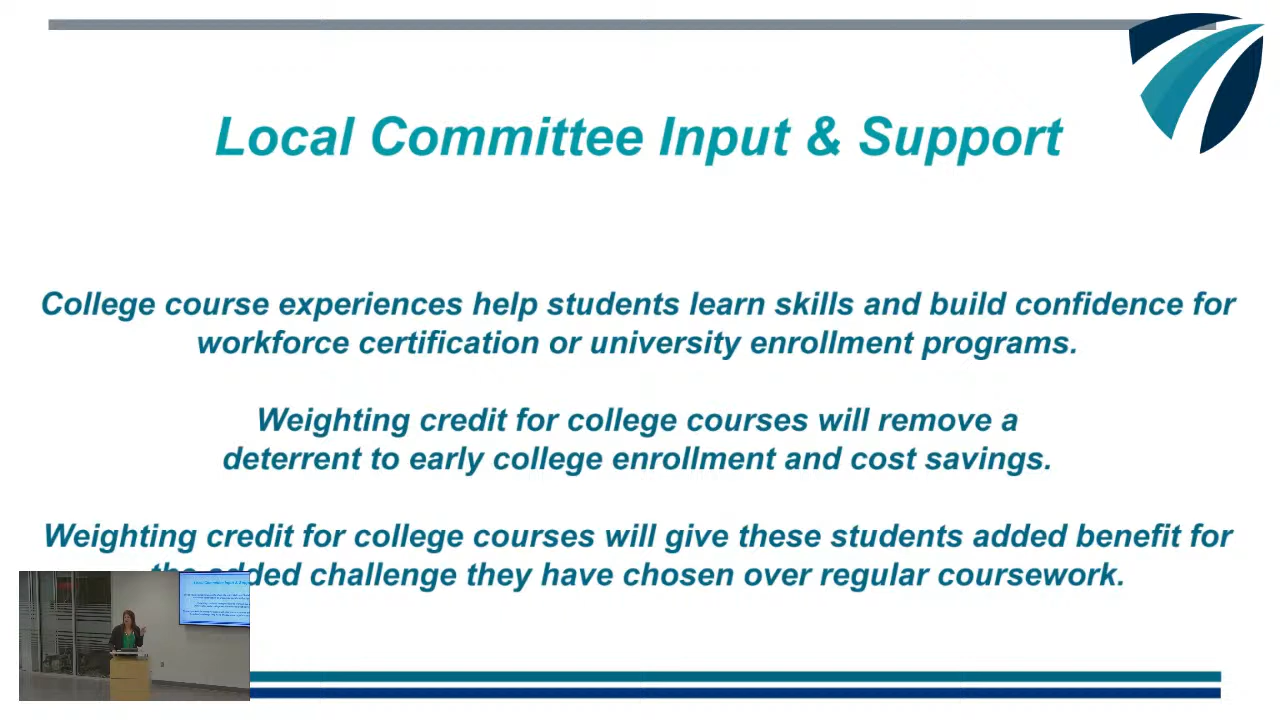 Local Committee Input & Support
College course experiences help students learn skills and build confidence for
workforce certification or university enrollment programs.
Weighting credit for college courses will remove a
deterrent to early college enrollment and cost savings.
Weighting credit for college courses will give these students added benefit for
the added challenge they have chosen over regular coursework.